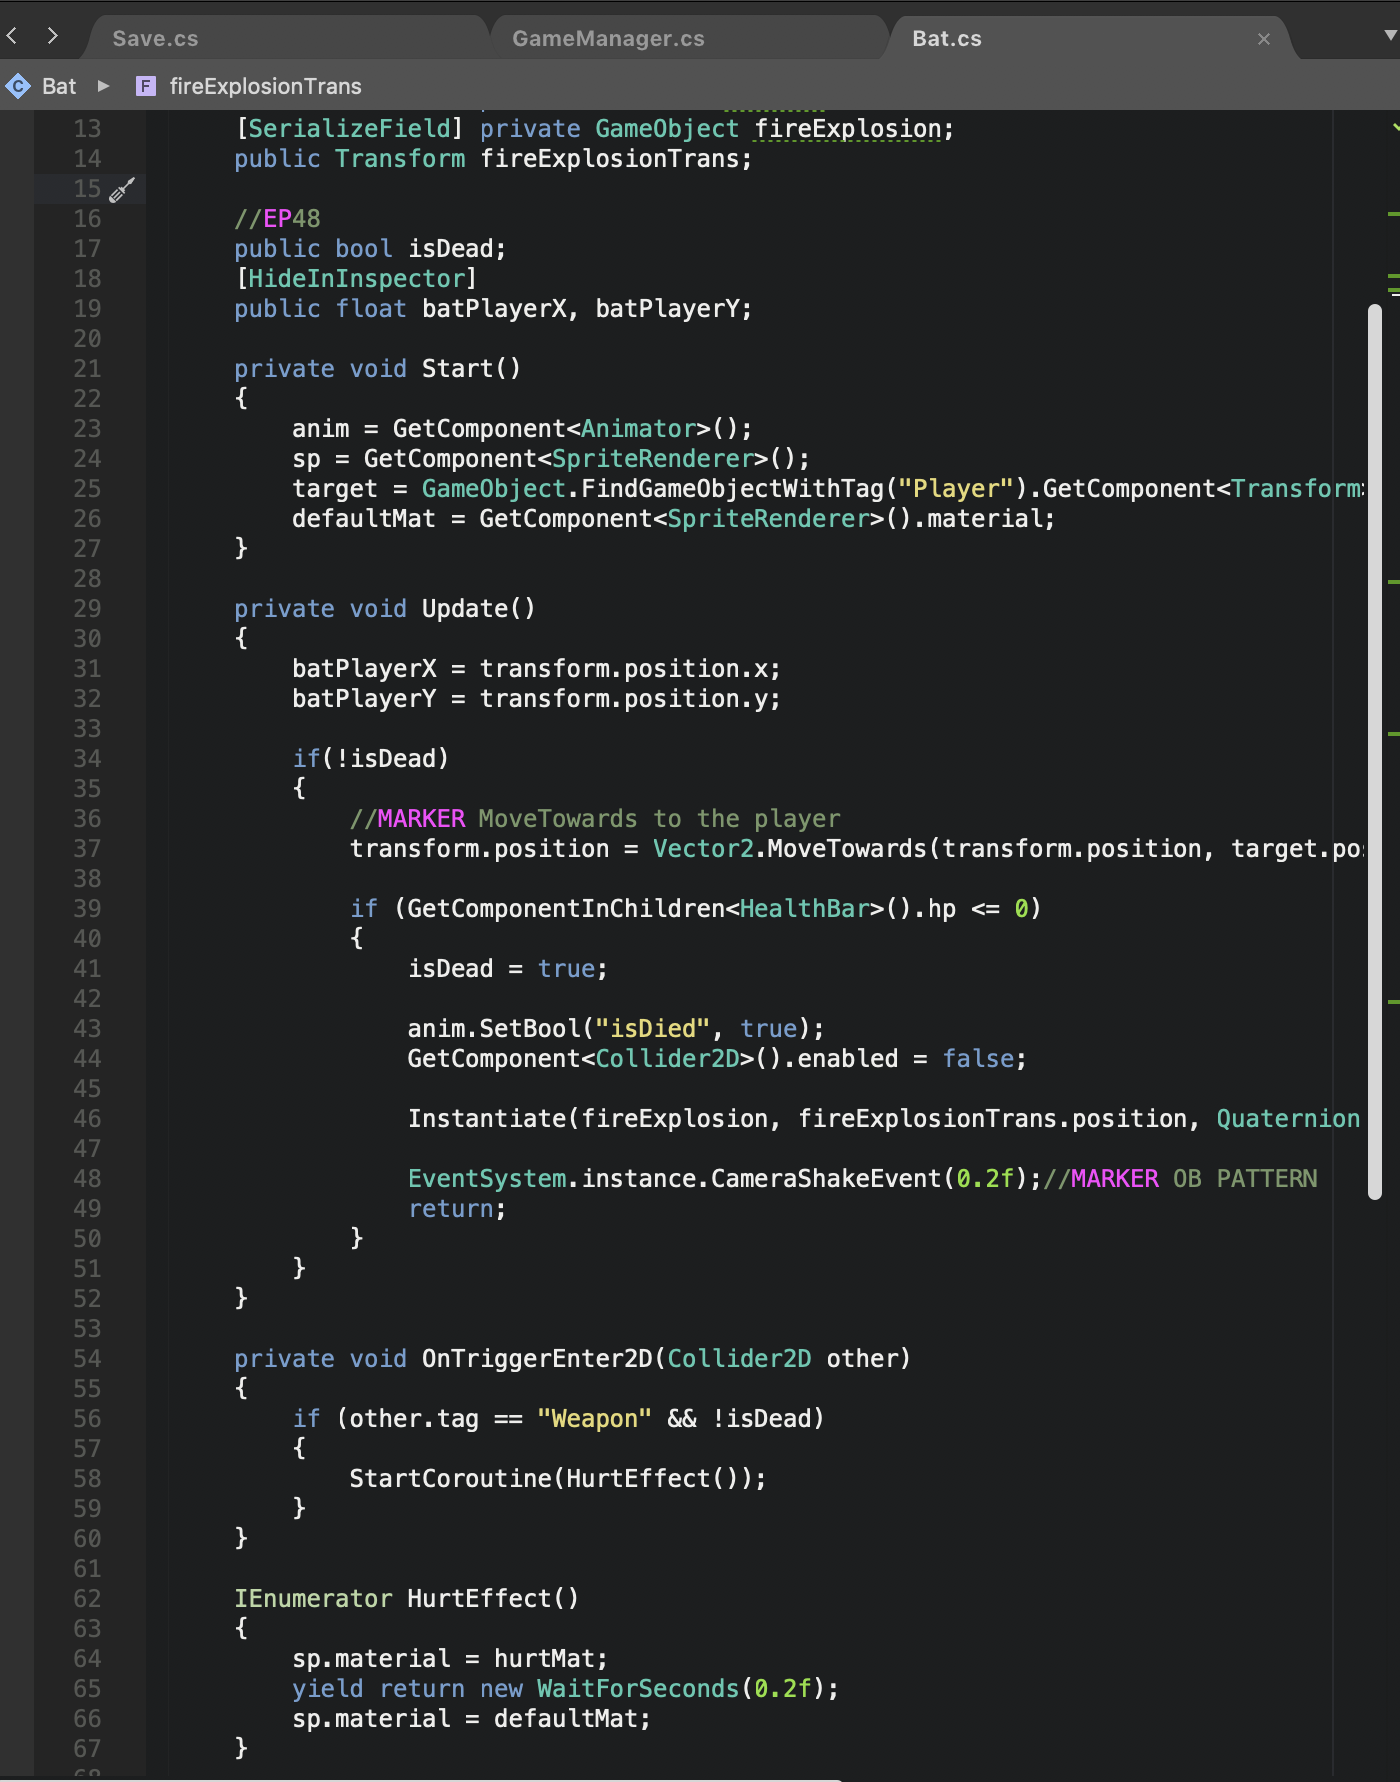 Save.cs GameManager.cs Bat.cs
Bat fireExplosionTrans
13 [SerializeField] private GameObject fireExplosion;
14 public Transform fireExplosionTrans;
15
16 //EP48
17 public bool isDead;
18 [HideInInspector]
19 public float batPlayerX, batPlayerY;
20
21 private void Start()
22 {
23 anim = GetComponent<Animator>();
24 sp = GetComponent<SpriteRenderer>();
25 target = GameObject.FindGameObjectWithTag("Player").GetComponent<Transform>
26 defaultMat = GetComponent<SpriteRenderer>().material;
27 }
28
29 private void Update()
30 {
31 batPlayerX = transform.position.x;
32 batPlayerY = transform.position.y;
33
34 if(!isDead)
35 {
36 //MARKER MoveTowards to the player
37 transform.position = Vector2.MoveTowards(transform.position, target.po
38
39 if (GetComponentInChildren<HealthBar>().hp <= 0)
40 {
41 isDead = true;
42
43 anim.SetBool("isDied", true);
44 GetComponent<Collider2D>().enabled = false;
45
46 Instantiate(fireExplosion, fireExplosionTrans.position, Quaternion
47
48 EventSystem.instance.CameraShakeEvent(0.2f);//MARKER OB PATTERN
49 return;
50 }
51 }
52 }
53
54 private void OnTriggerEnter2D(Collider2D other)
55 {
56 if (other.tag == "Weapon" && !isDead)
57 {
58 StartCoroutine(HurtEffect());
59 }
60 }
61
62 IEnumerator HurtEffect()
63 {
64 sp.material = hurtMat;
65 yield return new WaitForSeconds(0.2f);
66 sp.material = defaultMat;
67 }